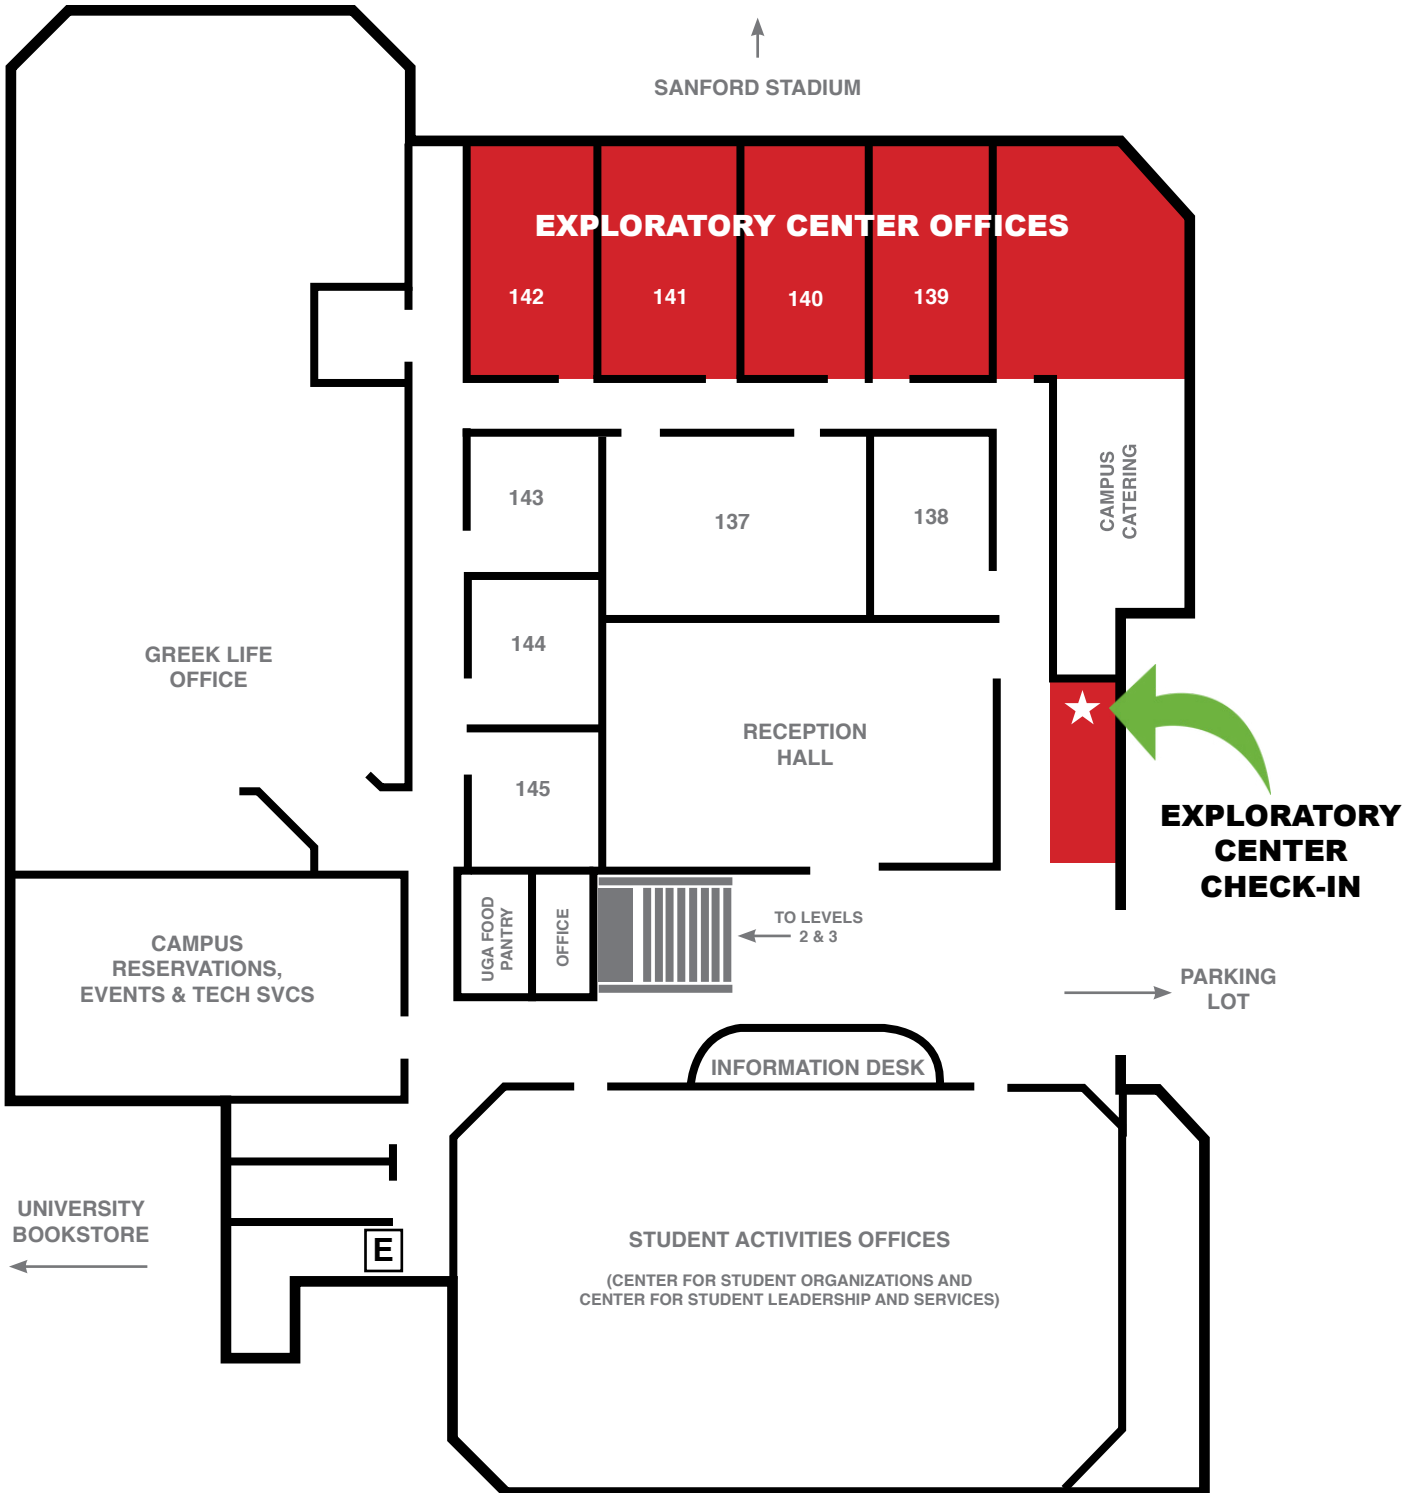 SANFORD STADIUM
EXPLORATORY CENTER OFFICES
142
141
140
139
143
137
138
CAMPUS
CATERING
144
GREEK LIFE
OFFICE
RECEPTION
HALL
145
EXPLORATORY
CENTER
CHECK-IN
UGA FOOD
PANTRY
OFFICE
TO LEVELS
2 & 3
CAMPUS
RESERVATIONS,
EVENTS & TECH SVCS
PARKING
LOT
INFORMATION DESK
UNIVERSITY
BOOKSTORE
E
STUDENT ACTIVITIES OFFICES
(CENTER FOR STUDENT ORGANIZATIONS AND
CENTER FOR STUDENT LEADERSHIP AND SERVICES)